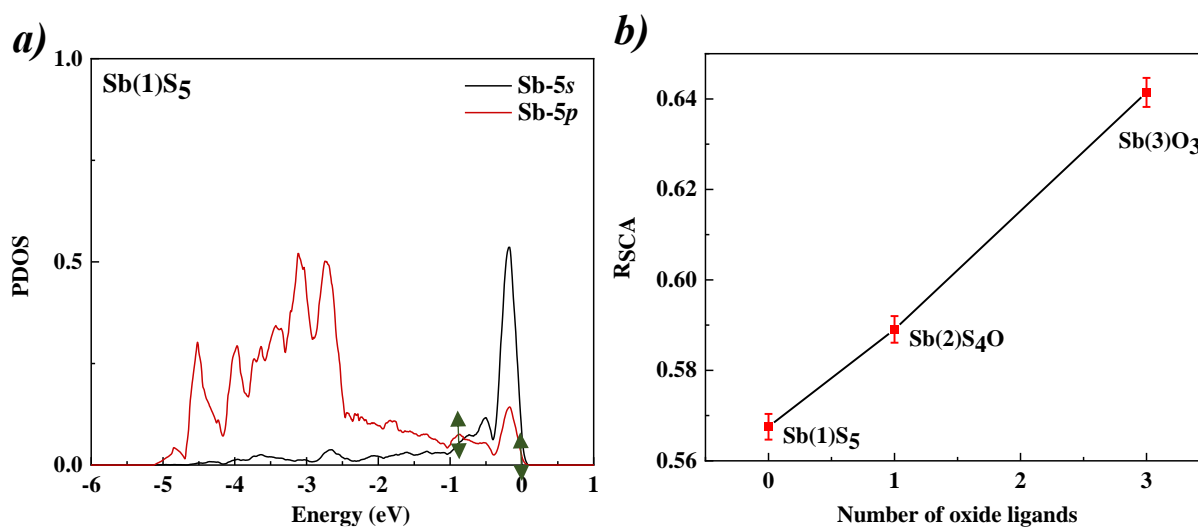 a)
Sb(1)S5
Sb-5s
Sb-5p
1.0
0.5
0.0
PDOS
-6 -5 -4 -3 -2 -1 0 1
Energy (eV)
b)
0.64
0.62
0.60
0.58
0.56
RSCA
Sb(3)O3
Sb(2)S4O
Sb(1)S5
0 1 2 3
Number of oxide ligands